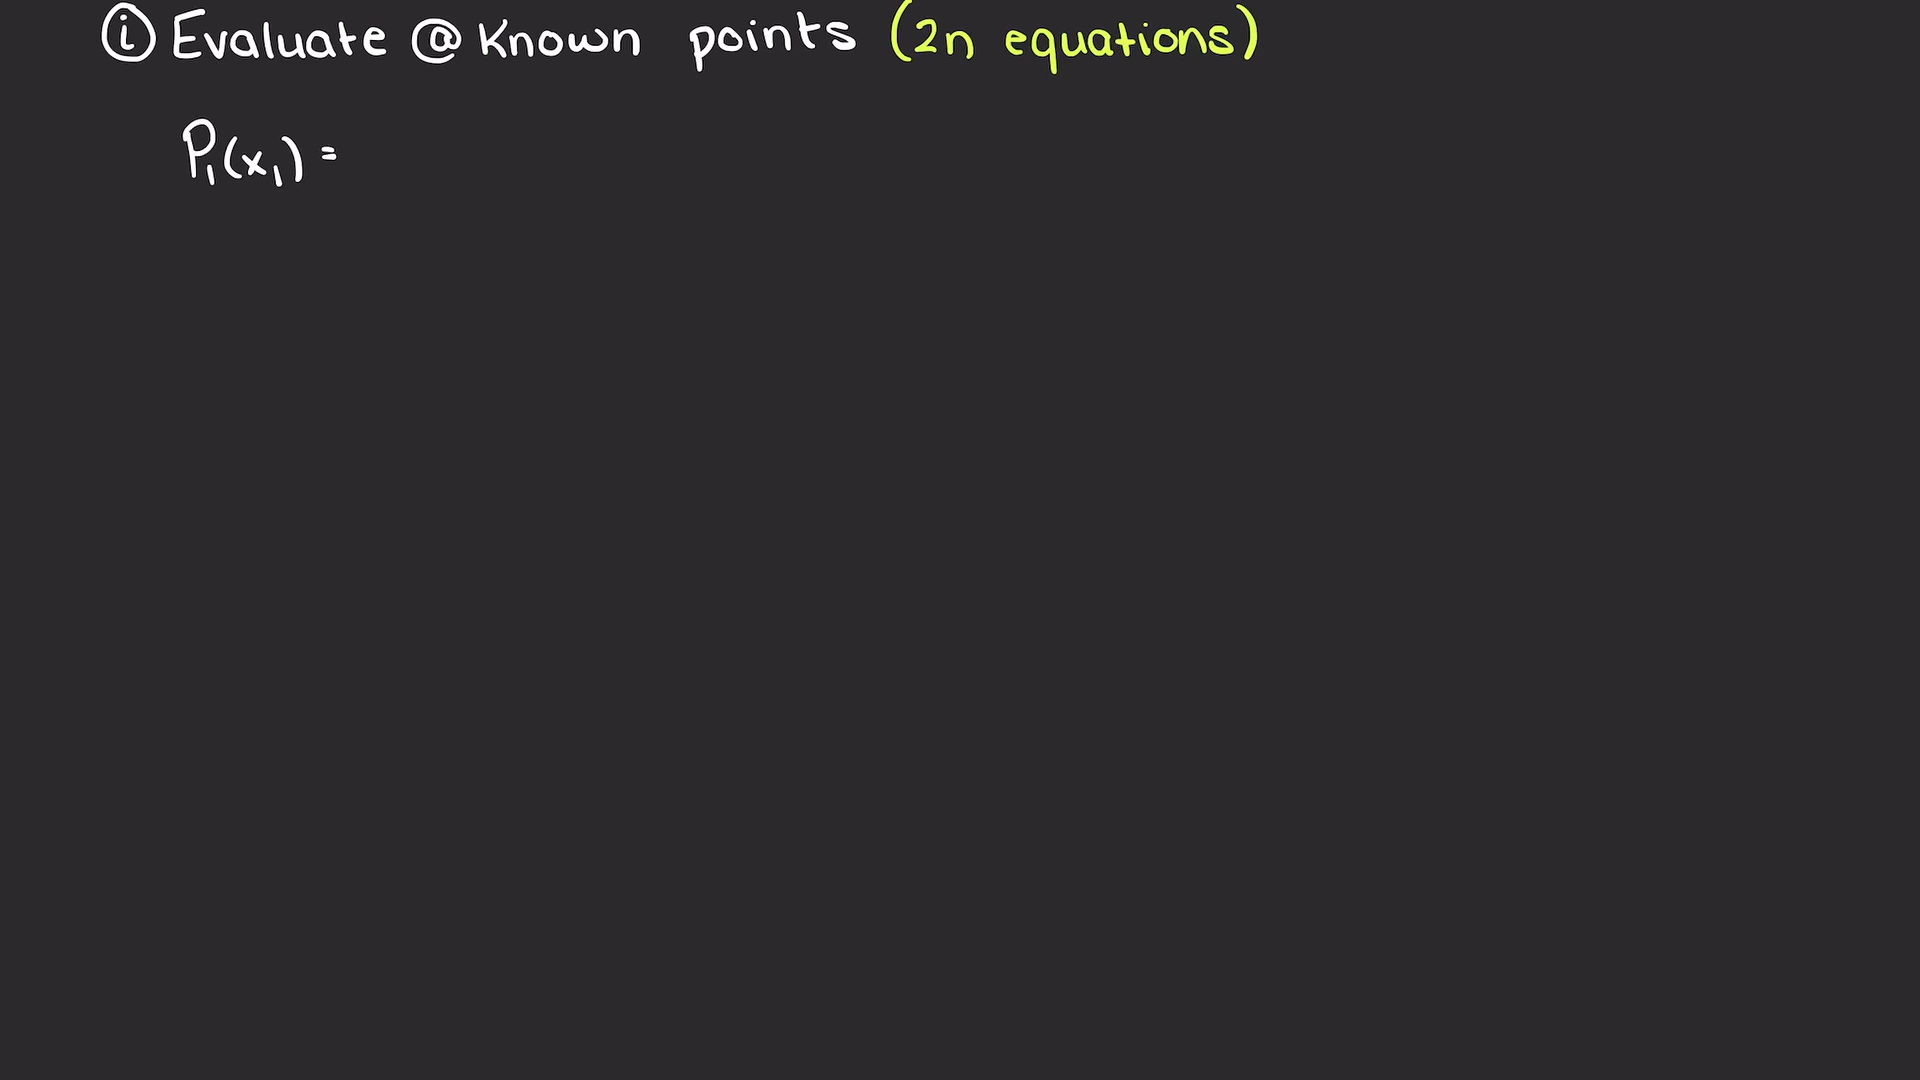 ⓘ Evaluate @ Known points (2n equations)
P₁(x₁) =